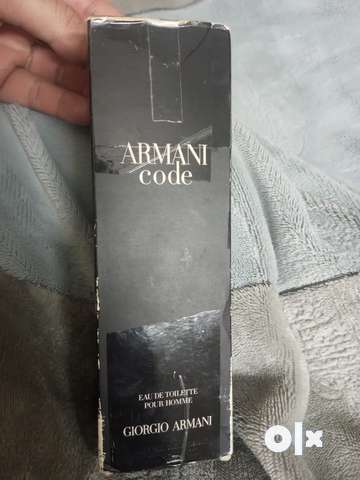 ARMANI
code
EAU DE TOILETTE
POUR HOMME
GIORGIO ARMANI
olx